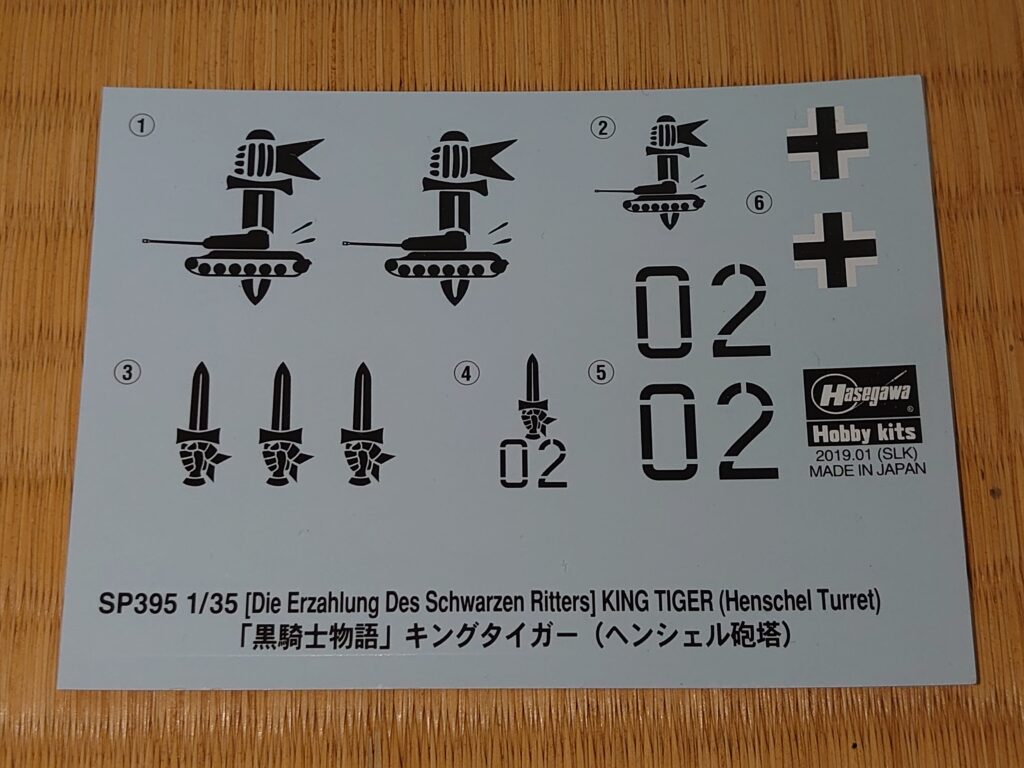 ①
②
⑥
02
③
④
⑤
02
02
Hasegawa®
Hobby kits
2019.01 (SLK)
MADE IN JAPAN
SP395 1/35 [Die Erzahlung Des Schwarzen Ritters] KING TIGER (Henschel Turret)
「黒騎士物語」キングタイガー（ヘンシェル砲塔）